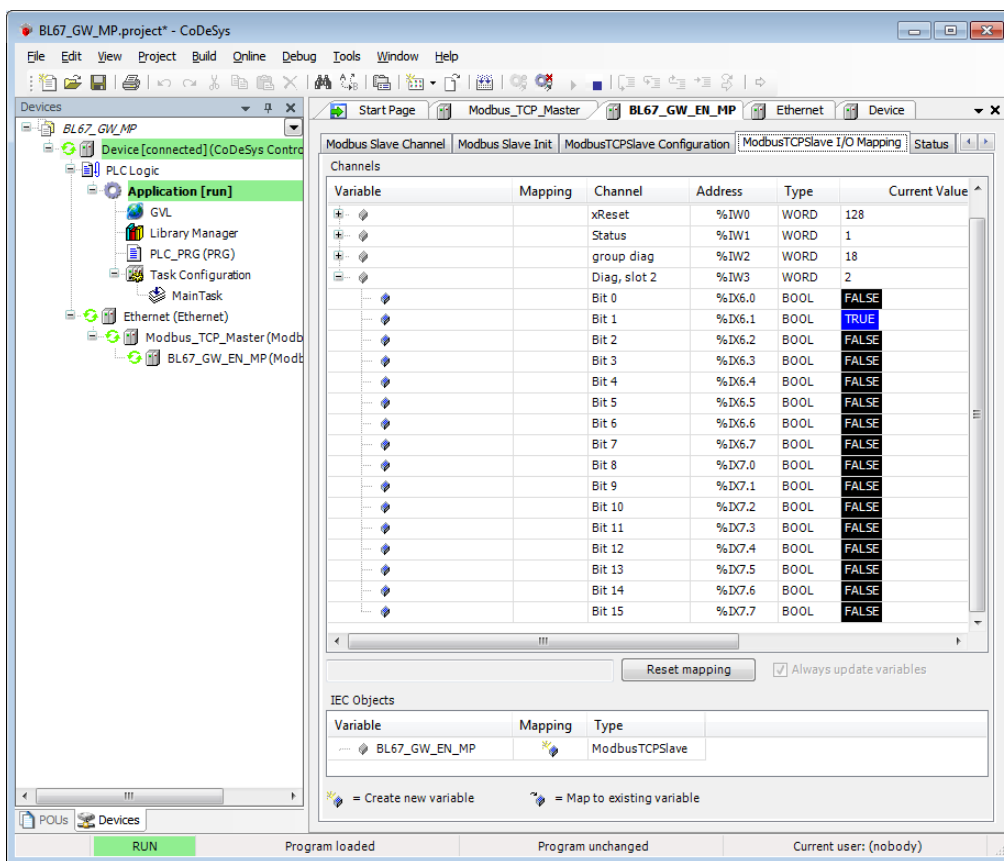 BL67_GW_MP.project* - CoDeSys
File Edit View Project Build Online Debug Tools Window Help
Devices
BL67_GW_MP
Device [connected] (CoDeSys Contro
PLC Logic
Application [run]
GVL
Library Manager
PLC_PRG (PRG)
Task Configuration
MainTask
Ethernet (Ethernet)
Modbus_TCP_Master (Modb
BL67_GW_EN_MP (Modb
POUs Devices
Start Page Modbus_TCP_Master BL67_GW_EN_MP Ethernet Device
Modbus Slave Channel Modbus Slave Init ModbusTCPSlave Configuration ModbusTCPSlave I/O Mapping Status
Channels
Variable Mapping Channel Address Type Current Value
xReset %IW0 WORD 128
Status %IW1 WORD 1
group diag %IW2 WORD 18
Diag, slot 2 %IW3 WORD 2
Bit 0 %IX6.0 BOOL FALSE
Bit 1 %IX6.1 BOOL TRUE
Bit 2 %IX6.2 BOOL FALSE
Bit 3 %IX6.3 BOOL FALSE
Bit 4 %IX6.4 BOOL FALSE
Bit 5 %IX6.5 BOOL FALSE
Bit 6 %IX6.6 BOOL FALSE
Bit 7 %IX6.7 BOOL FALSE
Bit 8 %IX7.0 BOOL FALSE
Bit 9 %IX7.1 BOOL FALSE
Bit 10 %IX7.2 BOOL FALSE
Bit 11 %IX7.3 BOOL FALSE
Bit 12 %IX7.4 BOOL FALSE
Bit 13 %IX7.5 BOOL FALSE
Bit 14 %IX7.6 BOOL FALSE
Bit 15 %IX7.7 BOOL FALSE
Reset mapping Always update variables
IEC Objects
Variable Mapping Type
BL67_GW_EN_MP ModbusTCPSlave
= Create new variable = Map to existing variable
RUN Program loaded Program unchanged Current user: (nobody)